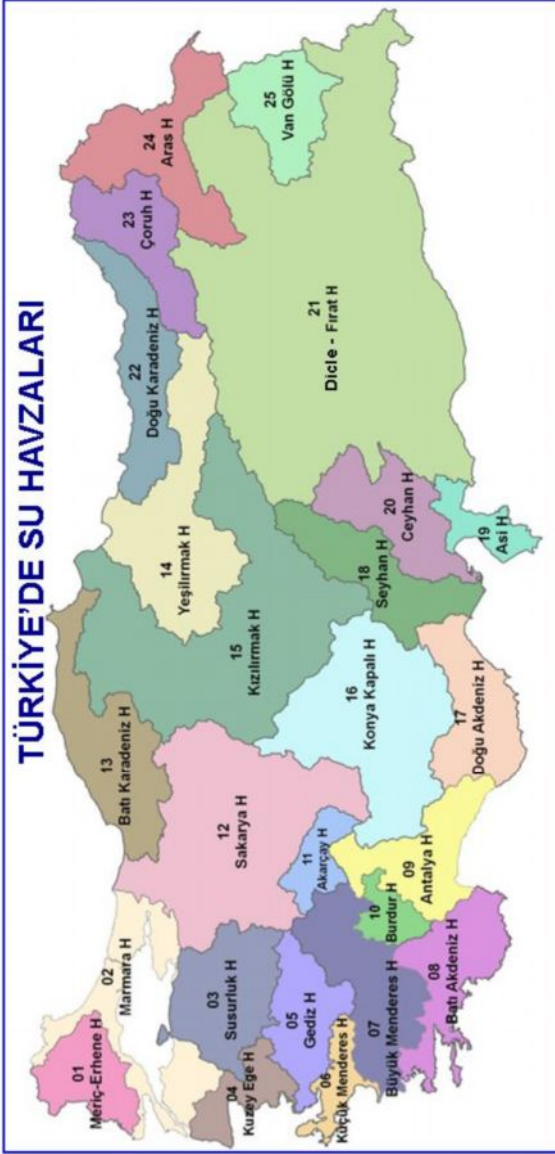 TÜRKİYE'DE SU HAVZALARI
01
Meriç-Erhene H
02
Marmara H
03
Susurluk H
04
Kuzey Ege H
05
Gediz H
06
Küçük Menderes H
07
Büyük Menderes H
08
Batı Akdeniz H
09
Antalya H
10
Burdur H
11
Akarçay H
12
Sakarya H
13
Batı Karadeniz H
14
Yeşilırmak H
15
Kızılırmak H
16
Konya Kapalı H
17
Doğu Akdeniz H
18
Seyhan H
19
Asi H
20
Ceyhan H
21
Dicle - Fırat H
22
Doğu Karadeniz H
23
Çoruh H
24
Aras H
25
Van Gölü H